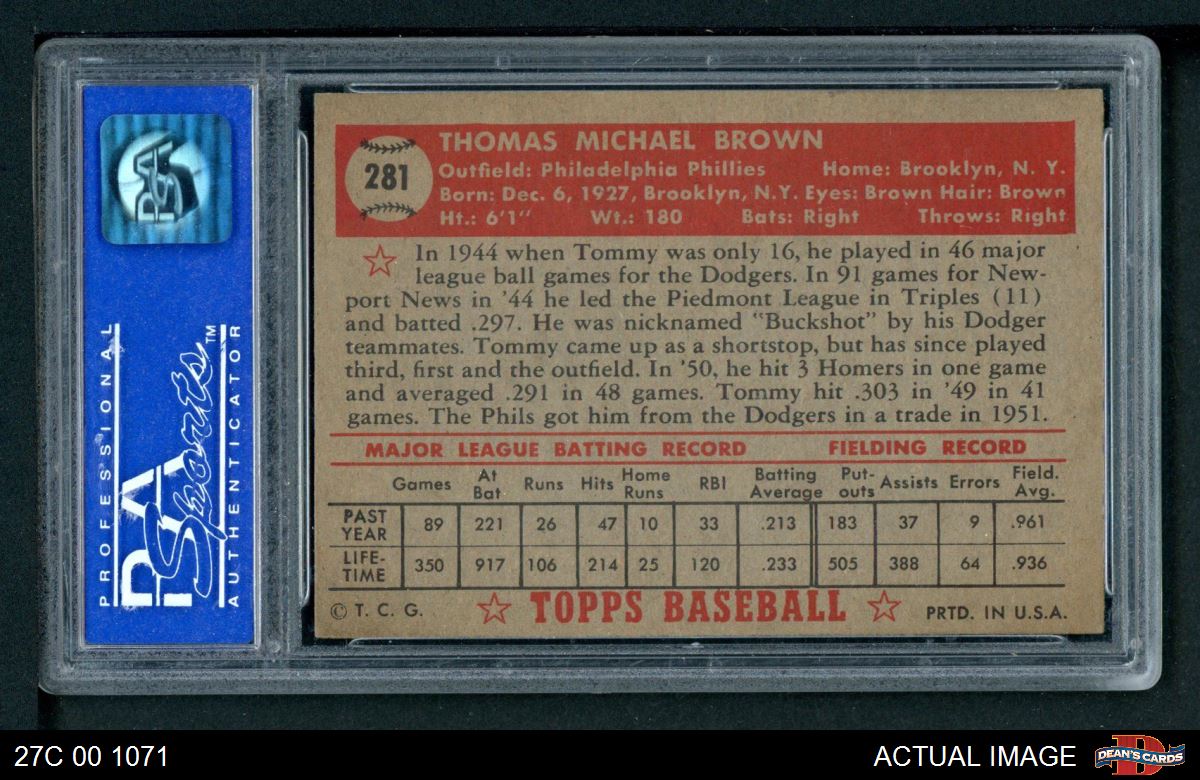 PSA
PROFESSIONAL
PSA Sports™
AUTHENTICATOR
281
THOMAS MICHAEL BROWN
Outfield: Philadelphia Phillies Home: Brooklyn, N. Y.
Born: Dec. 6, 1927, Brooklyn, N.Y. Eyes: Brown Hair: Brown
Ht.: 6'1" Wt.: 180 Bats: Right Throws: Right
In 1944 when Tommy was only 16, he played in 46 major
league ball games for the Dodgers. In 91 games for New-
port News in '44 he led the Piedmont League in Triples (11)
and batted .297. He was nicknamed "Buckshot" by his Dodger
teammates. Tommy came up as a shortstop, but has since played
third, first and the outfield. In '50, he hit 3 Homers in one game
and averaged .291 in 48 games. Tommy hit .303 in '49 in 41
games. The Phils got him from the Dodgers in a trade in 1951.
MAJOR LEAGUE BATTING RECORD FIELDING RECORD
Games At Bat Runs Hits Home Runs RBI Batting Average Put-outs Assists Errors Field. Avg.
PAST YEAR 89 221 26 47 10 33 .213 183 37 9 .961
LIFE-TIME 350 917 106 214 25 120 .233 505 388 64 .936
© T. C. G. TOPPS BASEBALL PRTD. IN U.S.A.
27C 00 1071 ACTUAL IMAGE DEAN'S CARDS